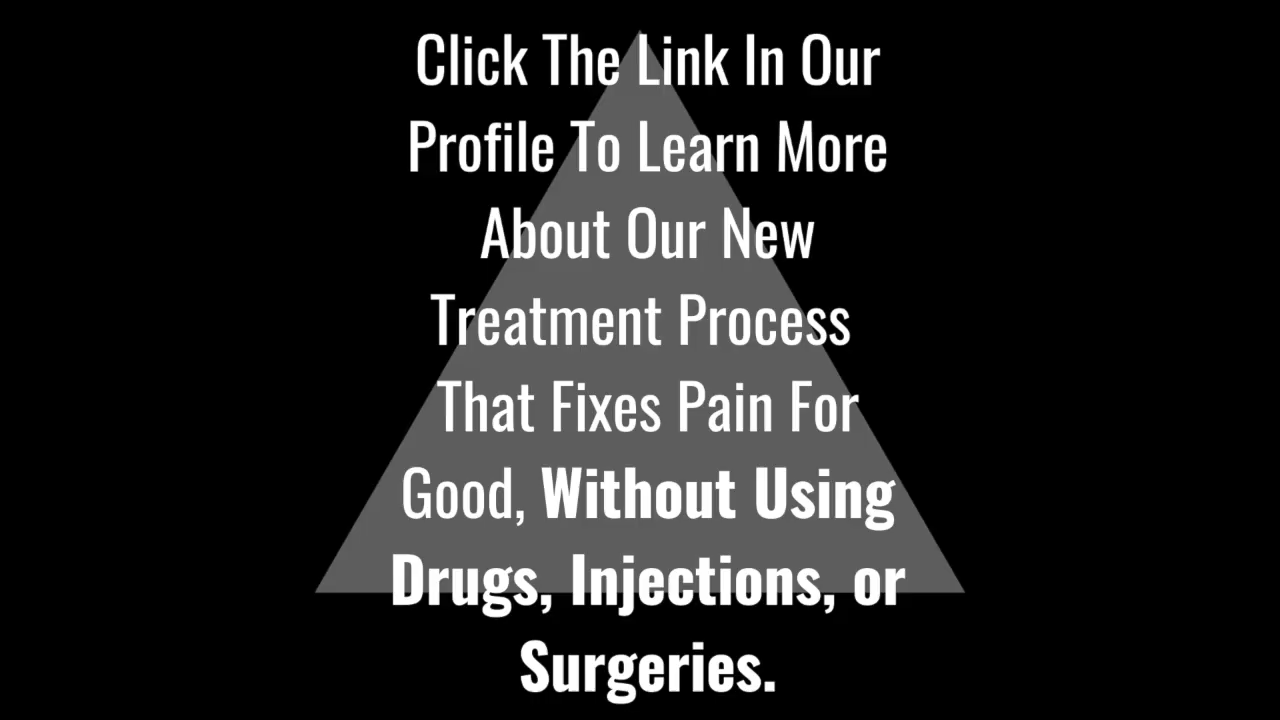 Click The Link In Our
Profile To Learn More
About Our New
Treatment Process
That Fixes Pain For
Good, Without Using
Drugs, Injections, or
Surgeries.